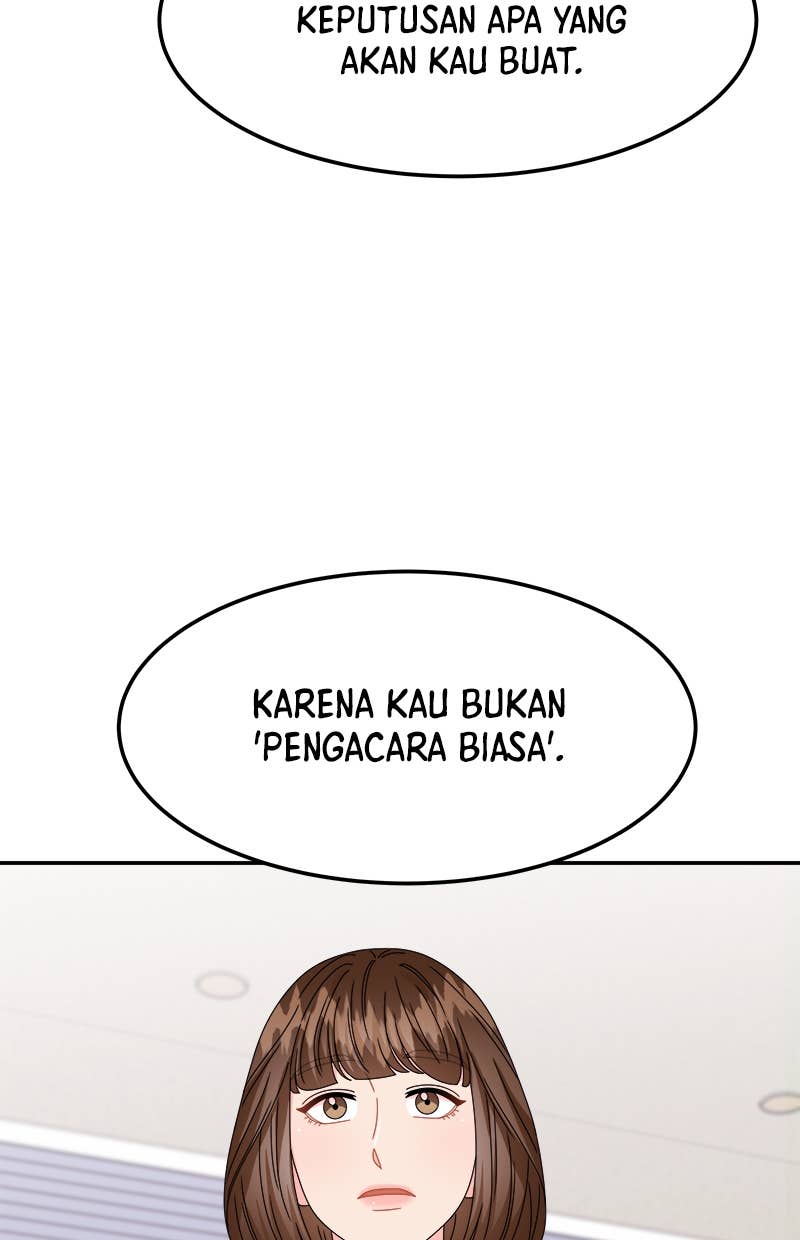 KEPUTUSAN APA YANG
AKAN KAU BUAT.
KARENA KAU BUKAN
'PENGACARA BIASA'.